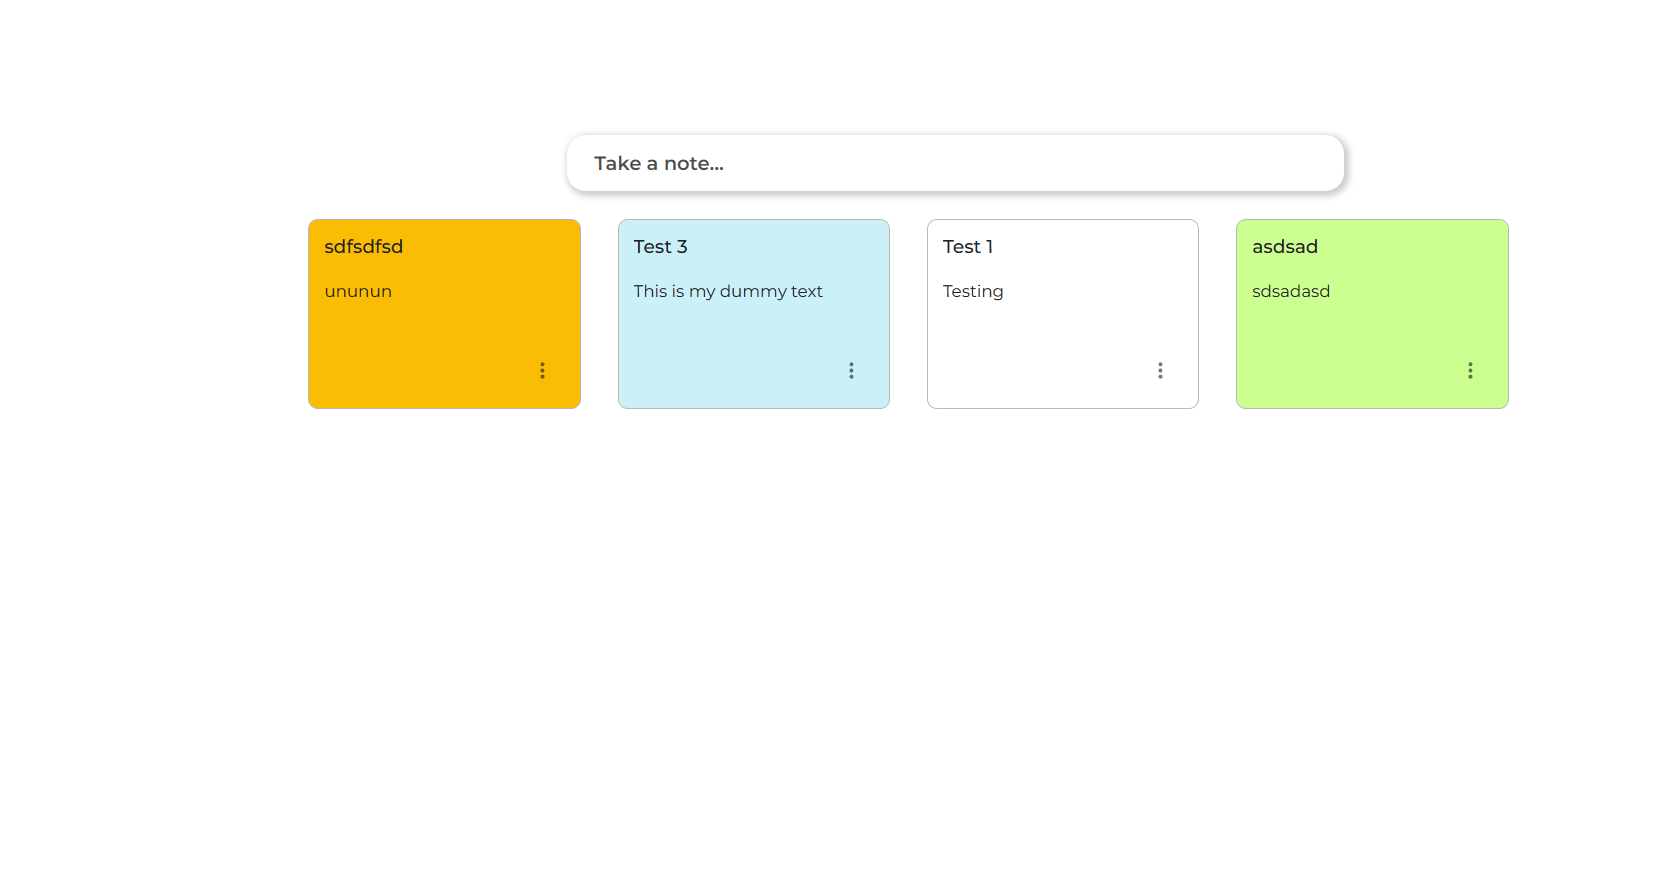 Take a note...
sdfsdfsd
ununun
Test 3
This is my dummy text
Test 1
Testing
asdsad
sdsadasd